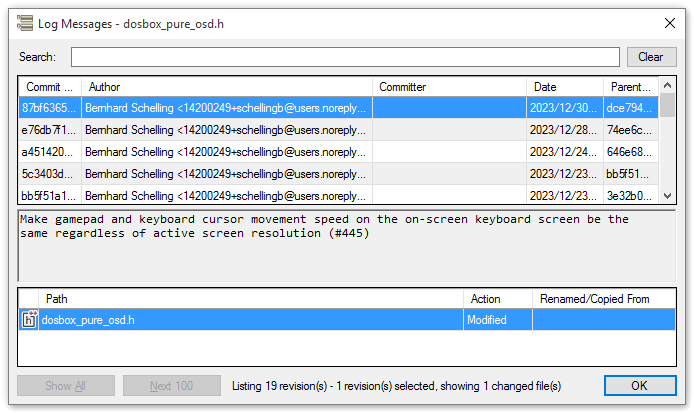 Log Messages - dosbox_pure_osd.h
Search:
Clear
Commit ... Author Committer Date Parent...
87bf6365... Bernhard Schelling <14200249+schellingb@users.noreply... 2023/12/30... dce794...
e76db7f1... Bernhard Schelling <14200249+schellingb@users.noreply... 2023/12/28... 74ee6c...
a451420... Bernhard Schelling <14200249+schellingb@users.noreply... 2023/12/24... 646e68...
5c3403d... Bernhard Schelling <14200249+schellingb@users.noreply... 2023/12/23... bb5f51...
bb5f51a1... Bernhard Schelling <14200249+schellingb@users.noreply... 2023/12/23... 3e32b0...
Make gamepad and keyboard cursor movement speed on the on-screen keyboard screen be the
same regardless of active screen resolution (#445)
Path Action Renamed/Copied From
h++ dosbox_pure_osd.h Modified
Show All Next 100 Listing 19 revision(s) - 1 revision(s) selected, showing 1 changed file(s) OK